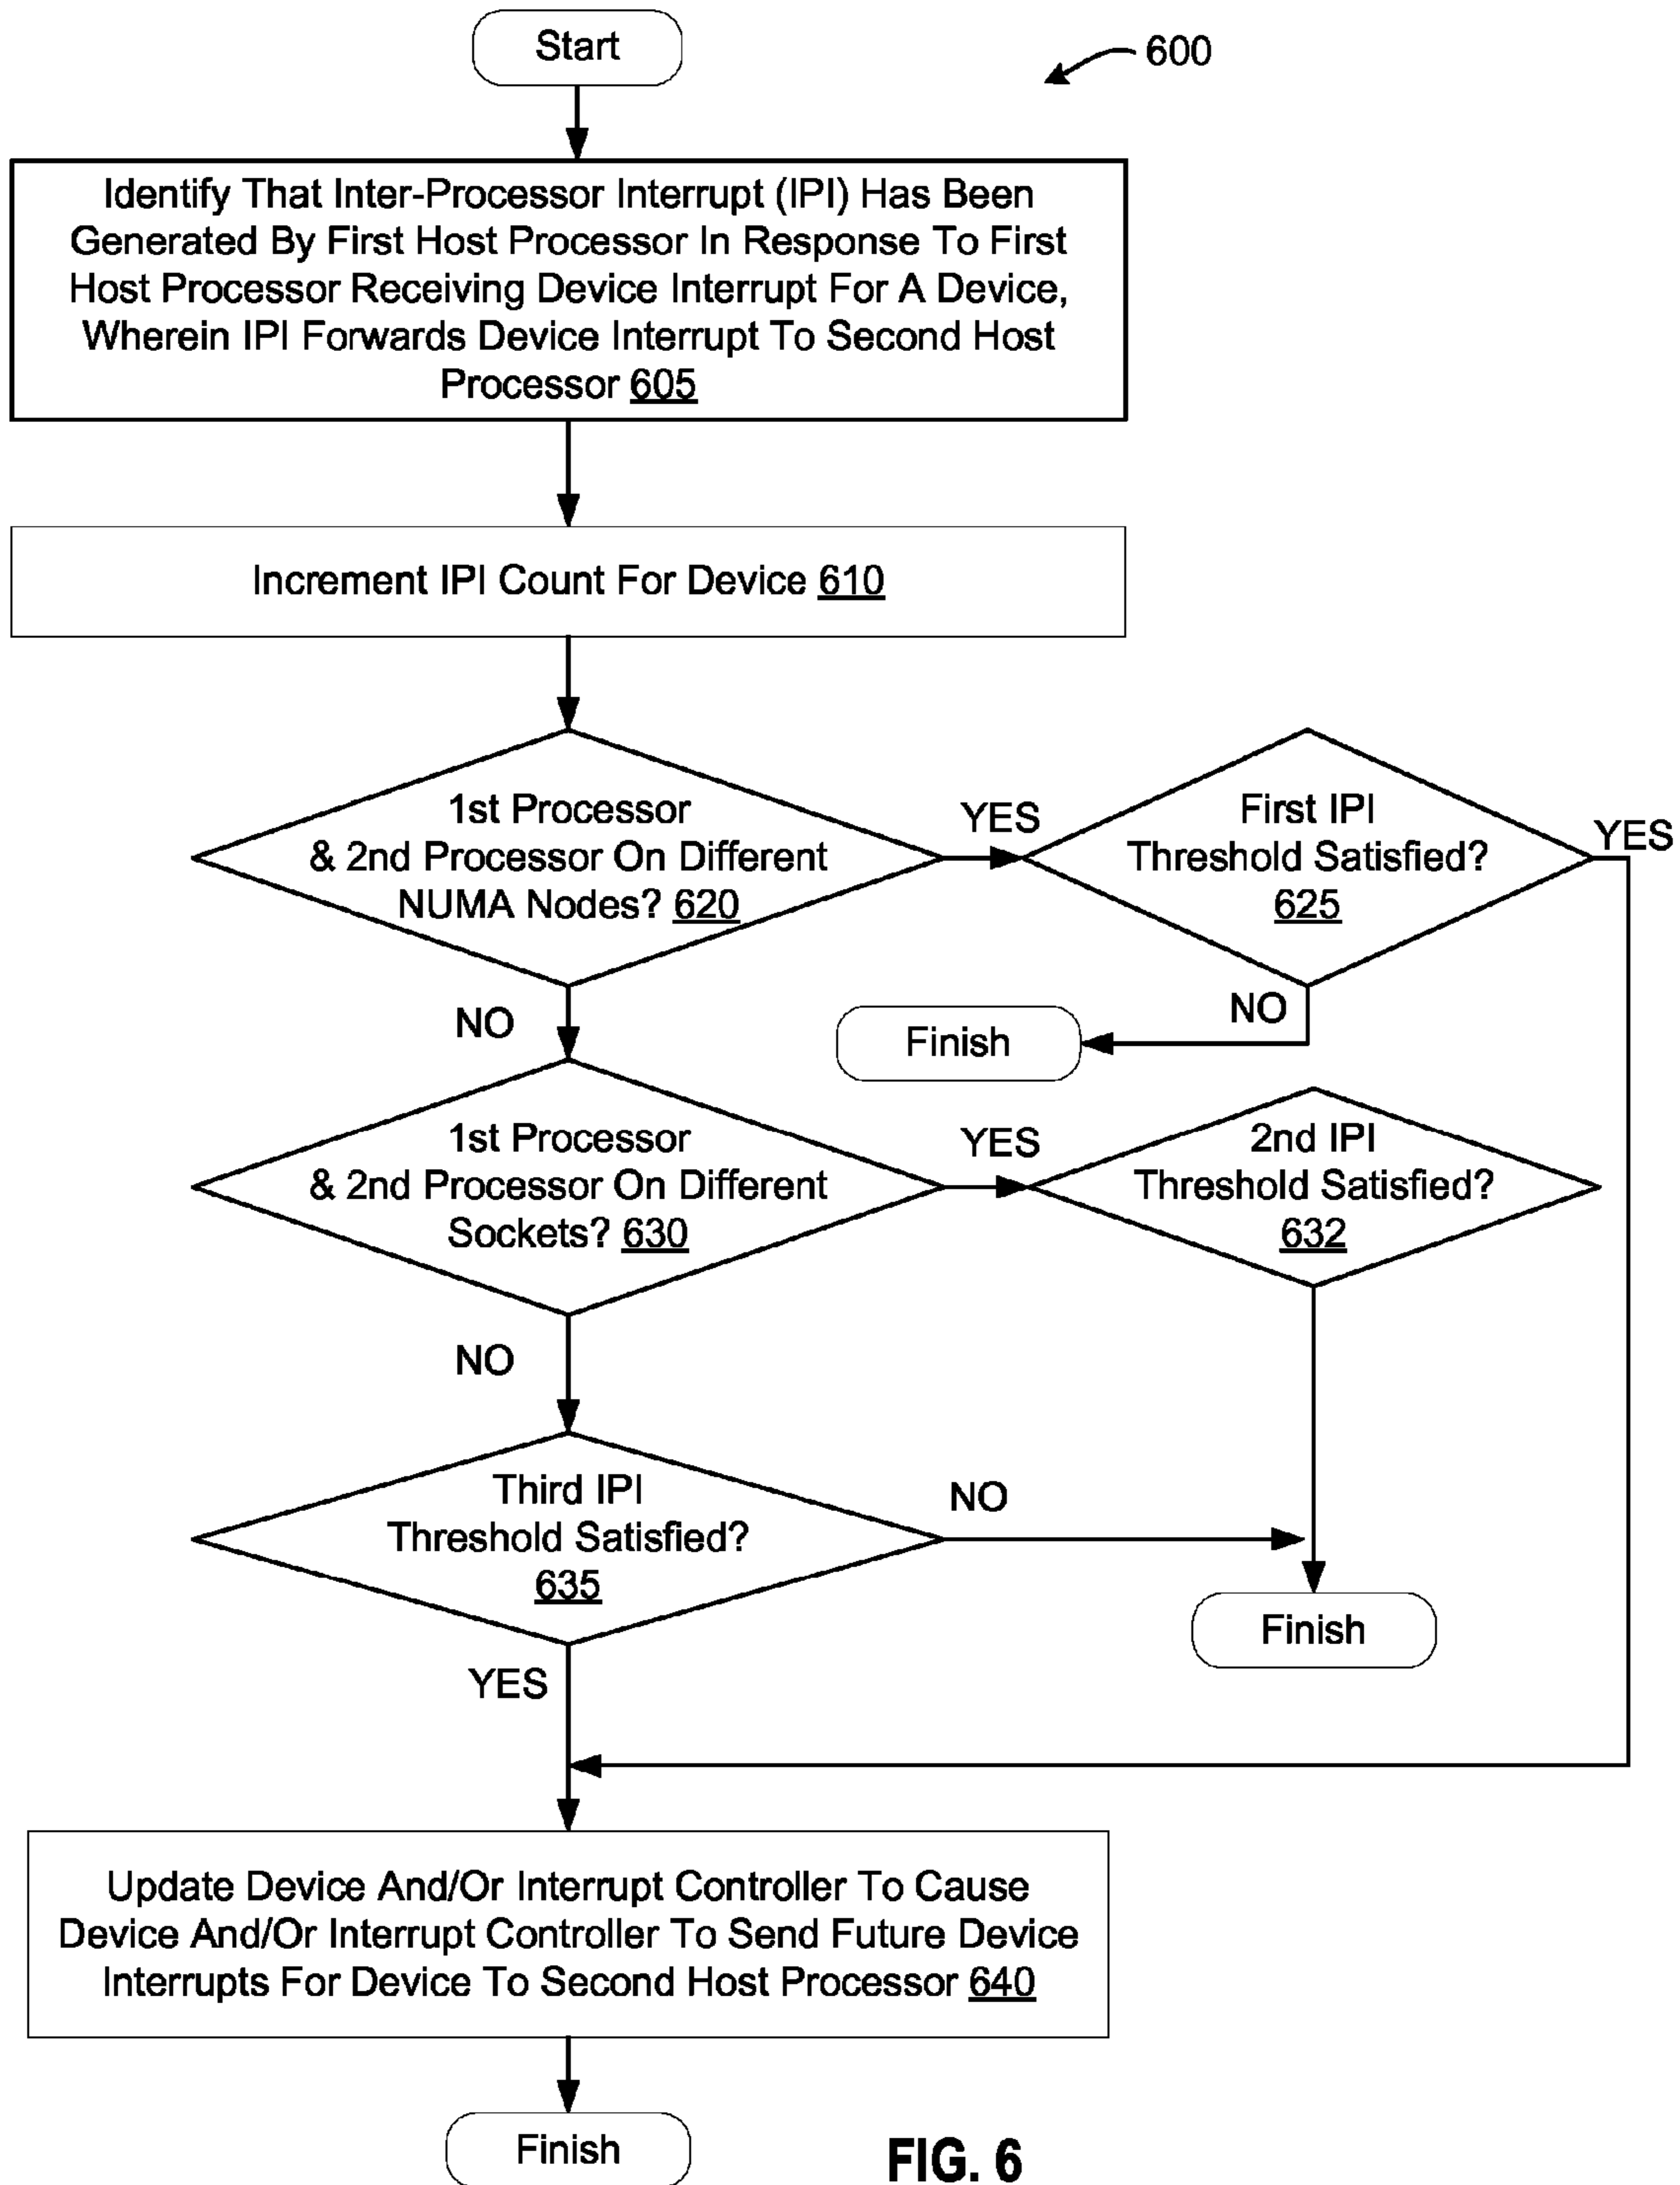 Start
600
Identify That Inter-Processor Interrupt (IPI) Has Been
Generated By First Host Processor In Response To First
Host Processor Receiving Device Interrupt For A Device,
Wherein IPI Forwards Device Interrupt To Second Host
Processor 605
Increment IPI Count For Device 610
1st Processor
& 2nd Processor On Different
NUMA Nodes? 620
YES
First IPI
Threshold Satisfied?
625
YES
NO
NO
Finish
1st Processor
& 2nd Processor On Different
Sockets? 630
YES
2nd IPI
Threshold Satisfied?
632
NO
Third IPI
Threshold Satisfied?
635
NO
Finish
YES
Update Device And/Or Interrupt Controller To Cause
Device And/Or Interrupt Controller To Send Future Device
Interrupts For Device To Second Host Processor 640
Finish
FIG. 6